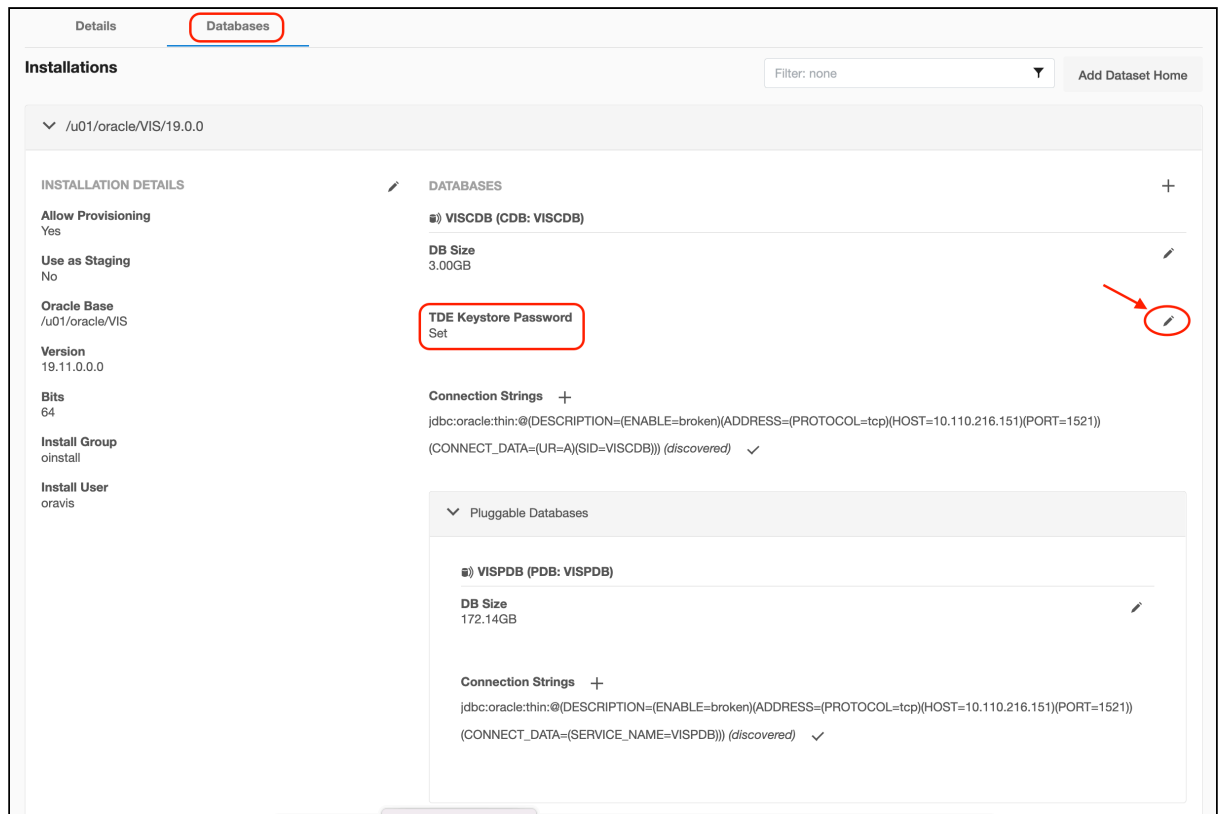 Details
Databases
Installations
Filter: none
Add Dataset Home
/u01/oracle/VIS/19.0.0
INSTALLATION DETAILS
Allow Provisioning
Yes
Use as Staging
No
Oracle Base
/u01/oracle/VIS
Version
19.11.0.0.0
Bits
64
Install Group
oinstall
Install User
oravis
DATABASES
VISCDB (CDB: VISCDB)
DB Size
3.00GB
TDE Keystore Password
Set
Connection Strings
jdbc:oracle:thin:@(DESCRIPTION=(ENABLE=broken)(ADDRESS=(PROTOCOL=tcp)(HOST=10.110.216.151)(PORT=1521))
(CONNECT_DATA=(UR=A)(SID=VISCDB))) (discovered)
Pluggable Databases
VISPDB (PDB: VISPDB)
DB Size
172.14GB
Connection Strings
jdbc:oracle:thin:@(DESCRIPTION=(ENABLE=broken)(ADDRESS=(PROTOCOL=tcp)(HOST=10.110.216.151)(PORT=1521))
(CONNECT_DATA=(SERVICE_NAME=VISPDB))) (discovered)